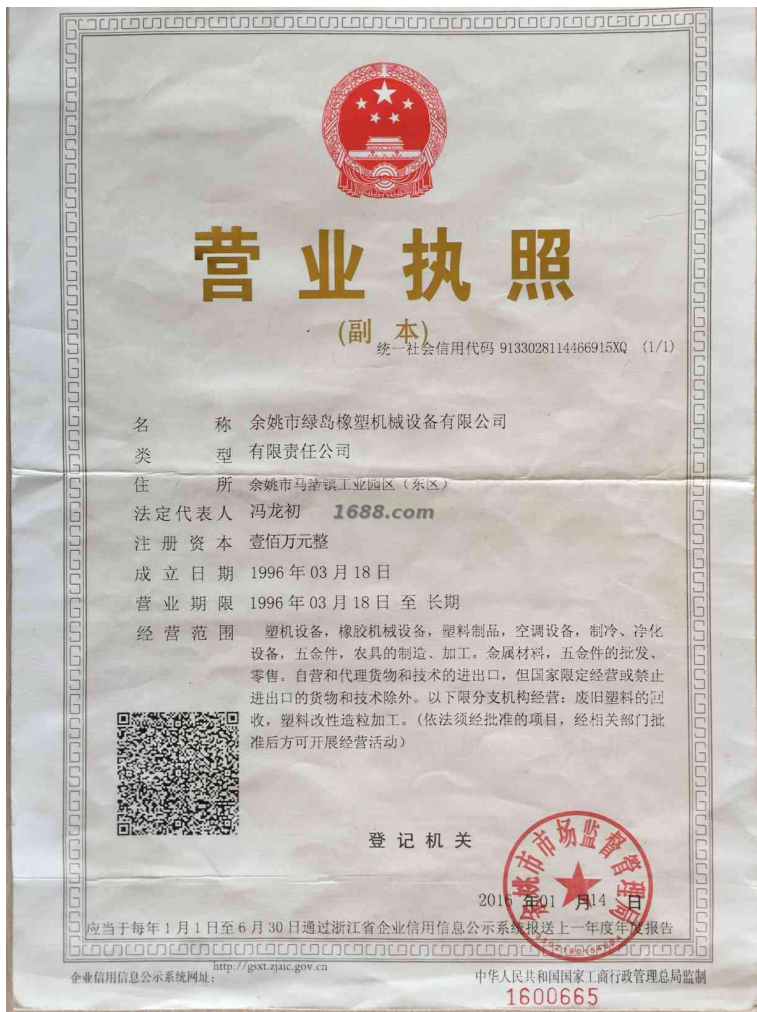 营业执照
(副 本)
统一社会信用代码 9133028114466915XQ (1/1)
名 称 余姚市绿岛橡塑机械设备有限公司
类 型 有限责任公司
住 所 余姚市马渚镇工业园区（东区）
法定代表人 冯龙初
1688.com
注册资本 壹佰万元整
成立日期 1996年03月18日
营业期限 1996年03月18日 至 长期
经营范围 塑机设备，橡胶机械设备，塑料制品，空调设备，制冷、净化
设备，五金件，农具的制造、加工。金属材料，五金件的批发、
零售。自营和代理货物和技术的进出口，但国家限定经营或禁止
进出口的货物和技术除外。以下限分支机构经营：废旧塑料的回
收，塑料改性造粒加工。(依法须经批准的项目，经相关部门批
准后方可开展经营活动)
登记机关
余姚市市场监督管理局
2016年01月14日
应当于每年1月1日至6月30日通过浙江省企业信用信息公示系统报送上一年度年度报告
企业信用信息公示系统网址： http://gsxt.zjaic.gov.cn
中华人民共和国国家工商行政管理总局监制
1600665